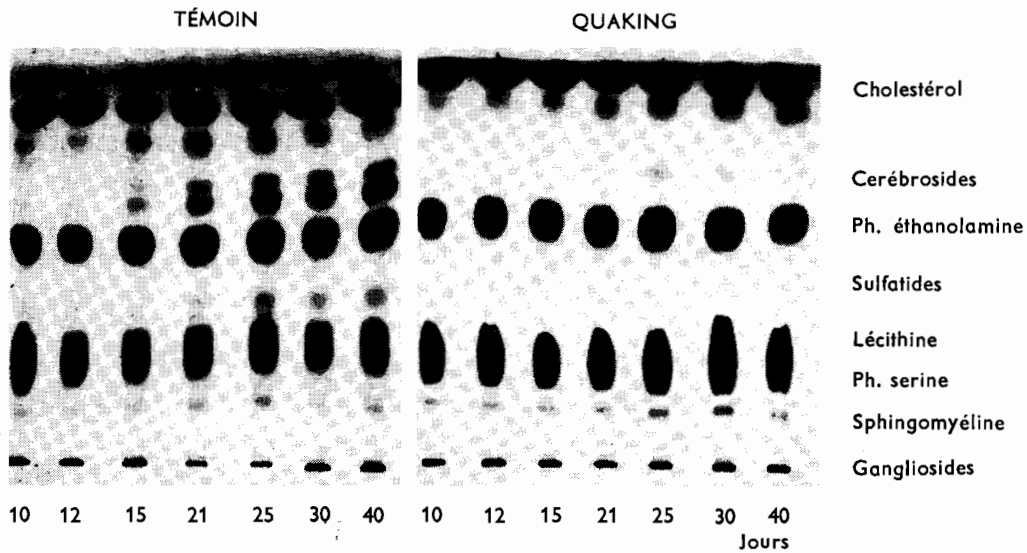 TÉMOIN
QUAKING
Cholestérol
Cerébrosides
Ph. éthanolamine
Sulfatides
Lécithine
Ph. serine
Sphingomyéline
Gangliosides
10 12 15 21 25 30 40 10 12 15 21 25 30 40
Jours